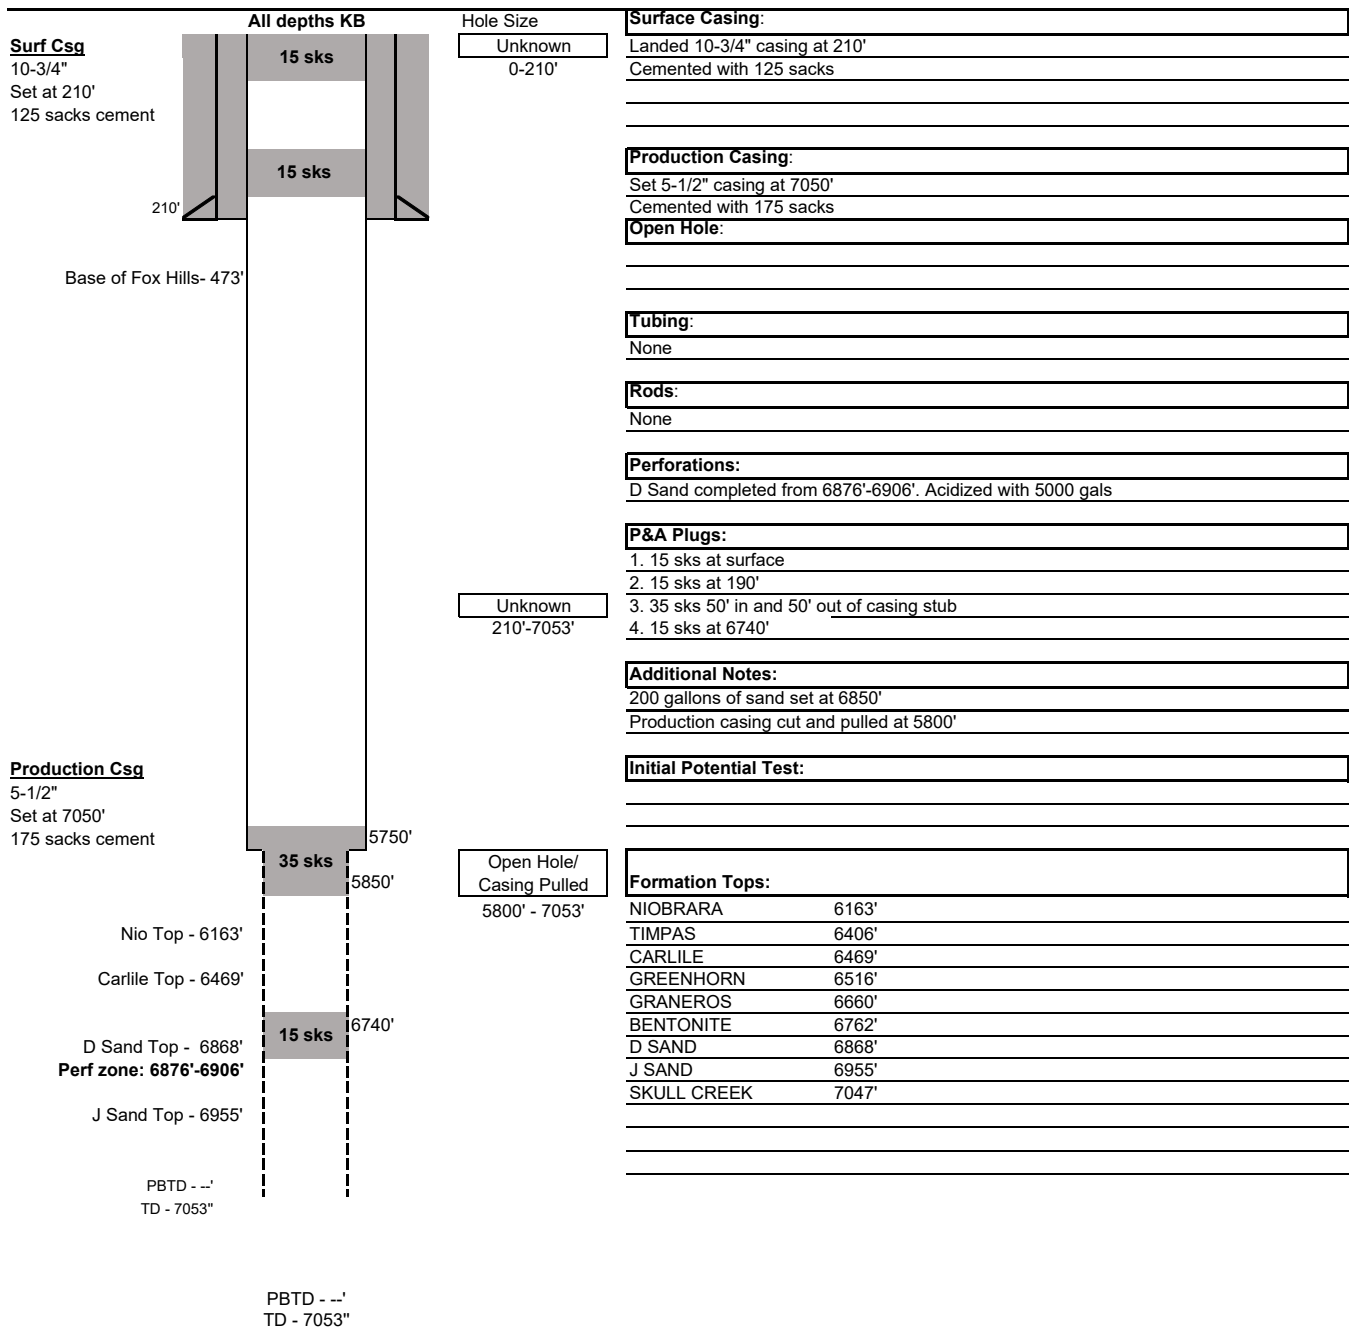 All depths KB
Surf Csg
10-3/4"
Set at 210'
125 sacks cement
15 sks
15 sks
210'
Base of Fox Hills- 473'
Production Csg
5-1/2"
Set at 7050'
175 sacks cement
5750'
35 sks
5850'
Nio Top - 6163'
Carlile Top - 6469'
6740'
15 sks
D Sand Top -  6868'
Perf zone: 6876'-6906'
J Sand Top - 6955'
PBTD - --'
TD - 7053"
PBTD - --'
TD - 7053"
Hole Size
Unknown
0-210'
Unknown
210'-7053'
Open Hole/
Casing Pulled
5800' - 7053'
Surface Casing:
Landed 10-3/4" casing at 210'
Cemented with 125 sacks
Production Casing:
Set 5-1/2" casing at 7050'
Cemented with 175 sacks
Open Hole:
Tubing:
None
Rods:
None
Perforations:
D Sand completed from 6876'-6906'. Acidized with 5000 gals
P&A Plugs:
1. 15 sks at surface
2. 15 sks at 190'
3. 35 sks 50' in and 50' out of casing stub
4. 15 sks at 6740'
Additional Notes:
200 gallons of sand set at 6850'
Production casing cut and pulled at 5800'
Initial Potential Test:
Formation Tops:
NIOBRARA 6163'
TIMPAS 6406'
CARLILE 6469'
GREENHORN 6516'
GRANEROS 6660'
BENTONITE 6762'
D SAND 6868'
J SAND 6955'
SKULL CREEK 7047'